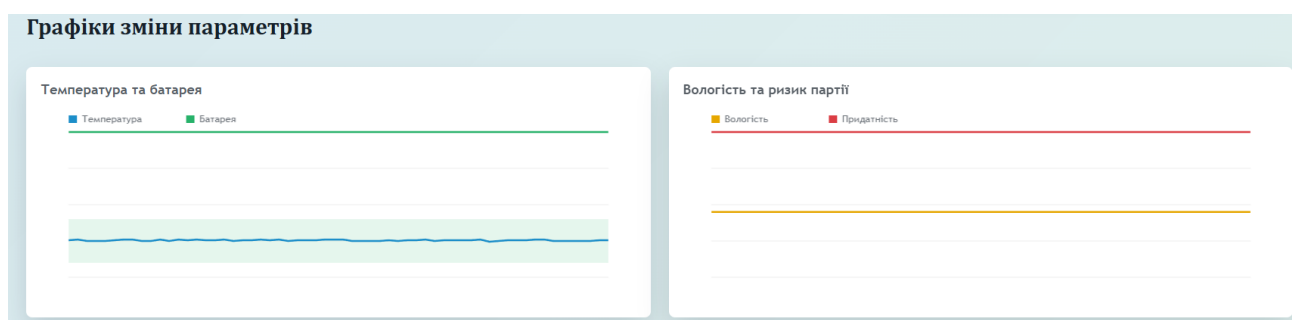 Графіки зміни параметрів
Температура та батарея
Температура Батарея
Вологість та ризик партії
Вологість Придатність